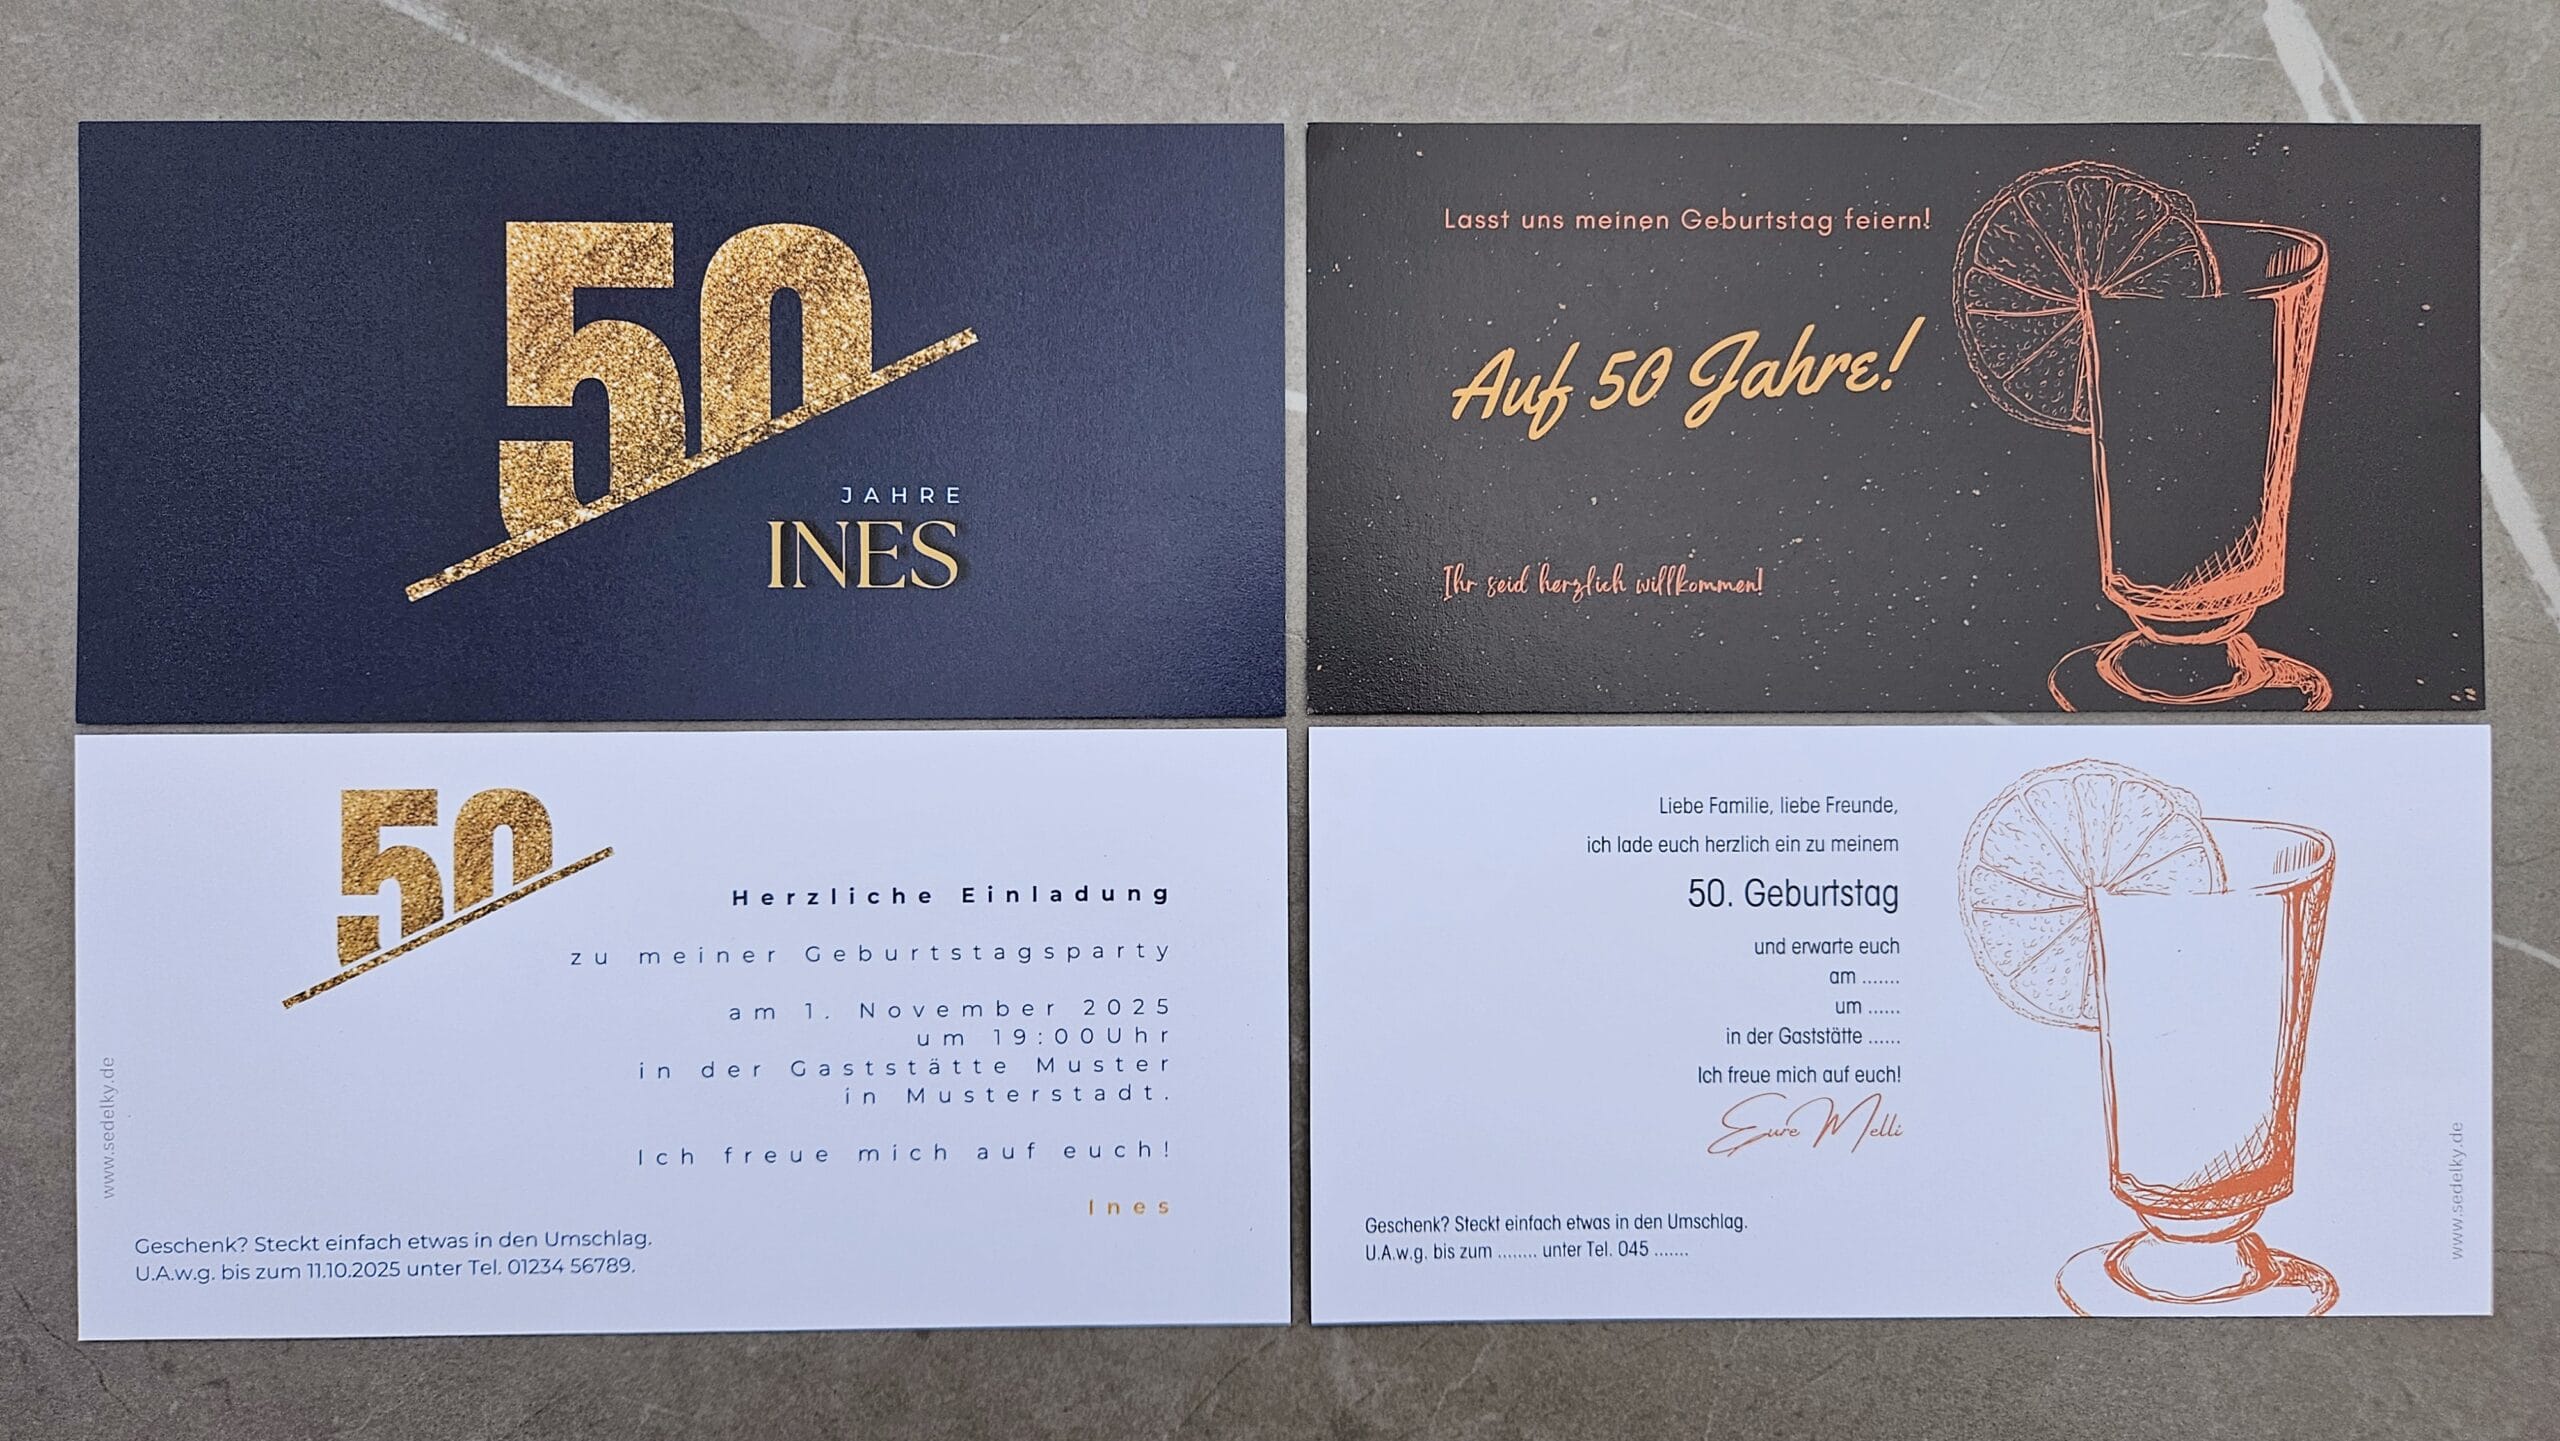 50
JAHRE
INES
Lasst uns meinen Geburtstag feiern!
Auf 50 Jahre!
Ihr seid herzlich willkommen!
50
Herzliche Einladung
zu meiner Geburtstagsparty
am 1. November 2025
um 19:00Uhr
in der Gaststätte Muster
in Musterstadt.
Ich freue mich auf euch!
Ines
Geschenk? Steckt einfach etwas in den Umschlag.
U.A.w.g. bis zum 11.10.2025 unter Tel. 01234 56789.
www.sedelky.de
Liebe Familie, liebe Freunde,
ich lade euch herzlich ein zu meinem
50. Geburtstag
und erwarte euch
am .......
um ......
in der Gaststätte ......
Ich freue mich auf euch!
Eure Melli
Geschenk? Steckt einfach etwas in den Umschlag.
U.A.w.g. bis zum ........ unter Tel. 045 .......
www.sedelky.de